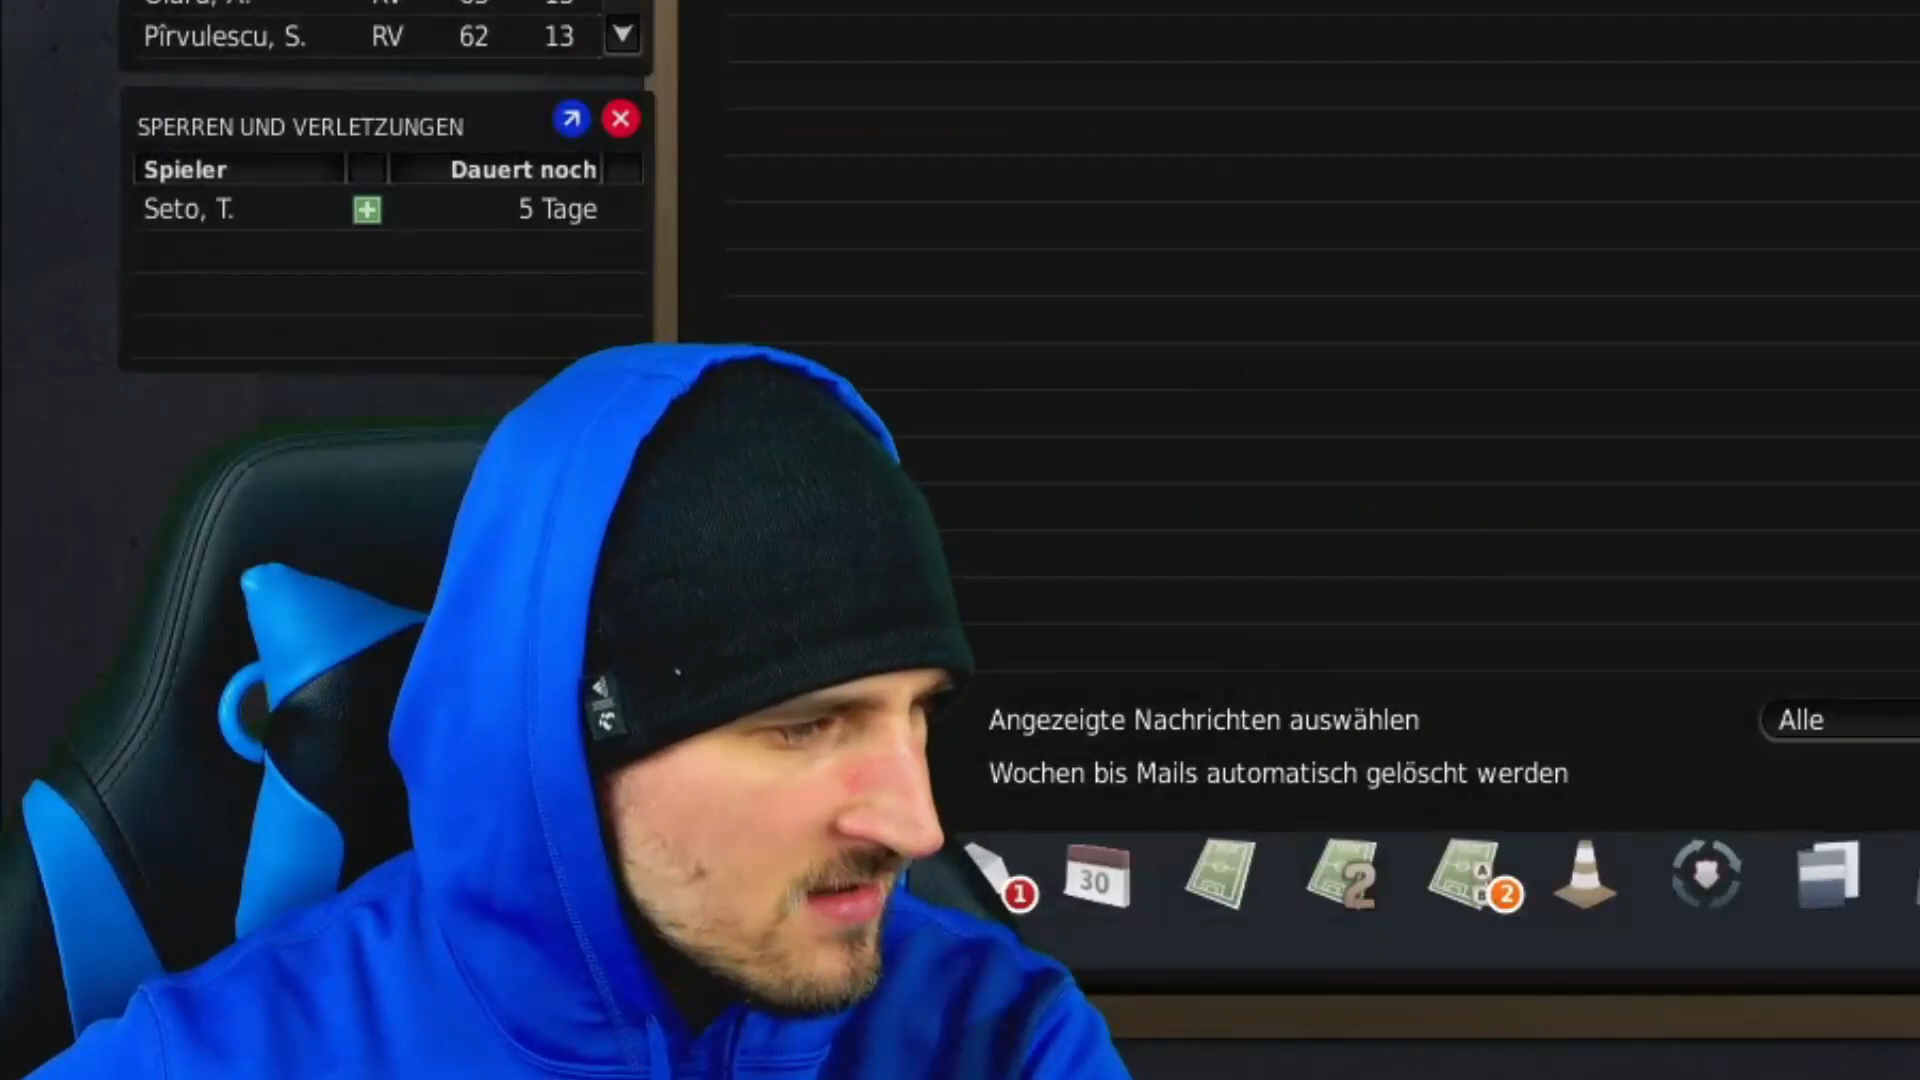 Pîrvulescu, S. RV 62 13
SPERREN UND VERLETZUNGEN
Spieler Dauert noch
Seto, T. 5 Tage
Angezeigte Nachrichten auswählen Alle
Wochen bis Mails automatisch gelöscht werden
1 30 2 A B 2